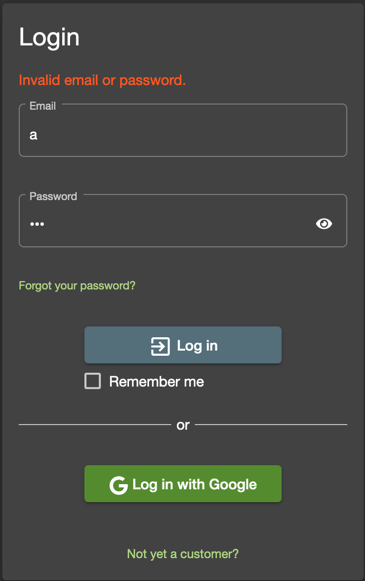 Login
Invalid email or password.
Email
a
Password
•••
Forgot your password?
Log in
Remember me
or
Log in with Google
Not yet a customer?